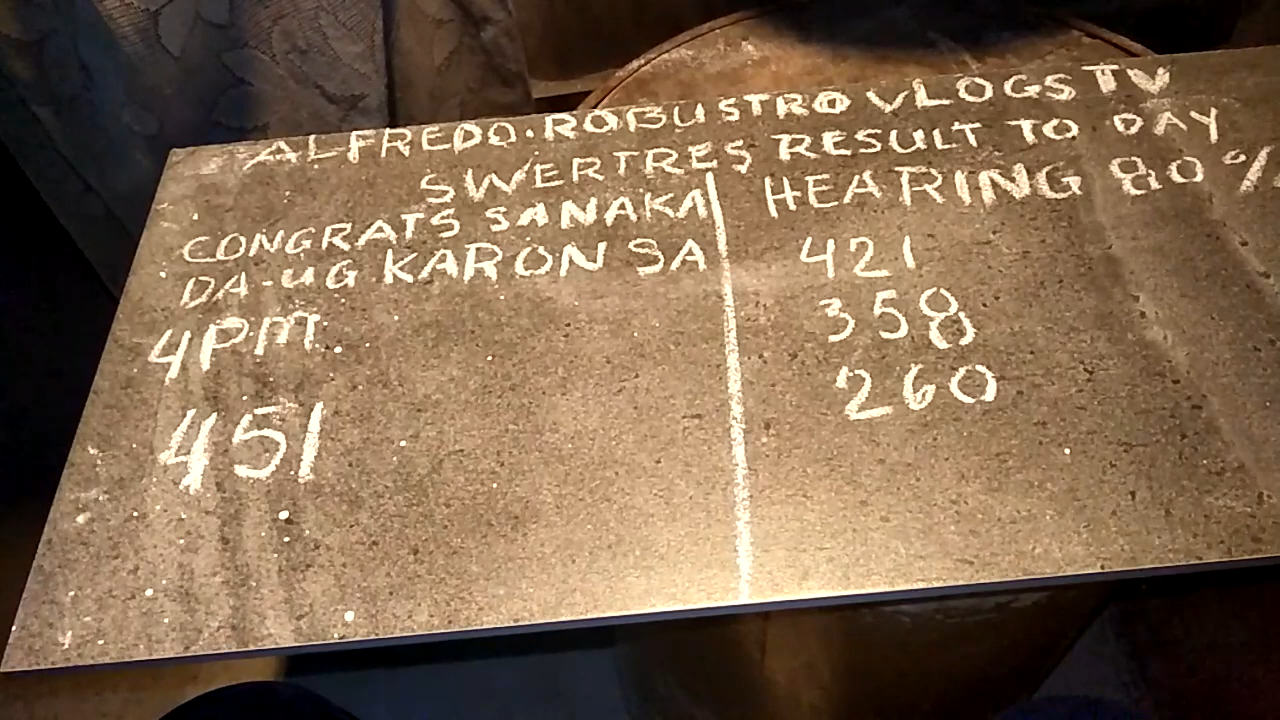 ALFREDO.ROBUSTRO VLOGS TV
SWERTRES RESULT TO DAY
CONGRATS SANAKA
DA-UG KARON SA
4PM
451
HEARING 80%
421
358
260